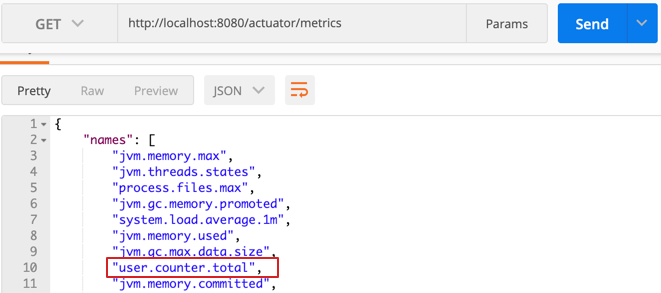 GET http://localhost:8080/actuator/metrics Params Send
Pretty Raw Preview JSON
1 {
2 "names": [
3 "jvm.memory.max",
4 "jvm.threads.states",
5 "process.files.max",
6 "jvm.gc.memory.promoted",
7 "system.load.average.1m",
8 "jvm.memory.used",
9 "jvm.gc.max.data.size",
10 "user.counter.total",
11 "jvm.memory.committed",